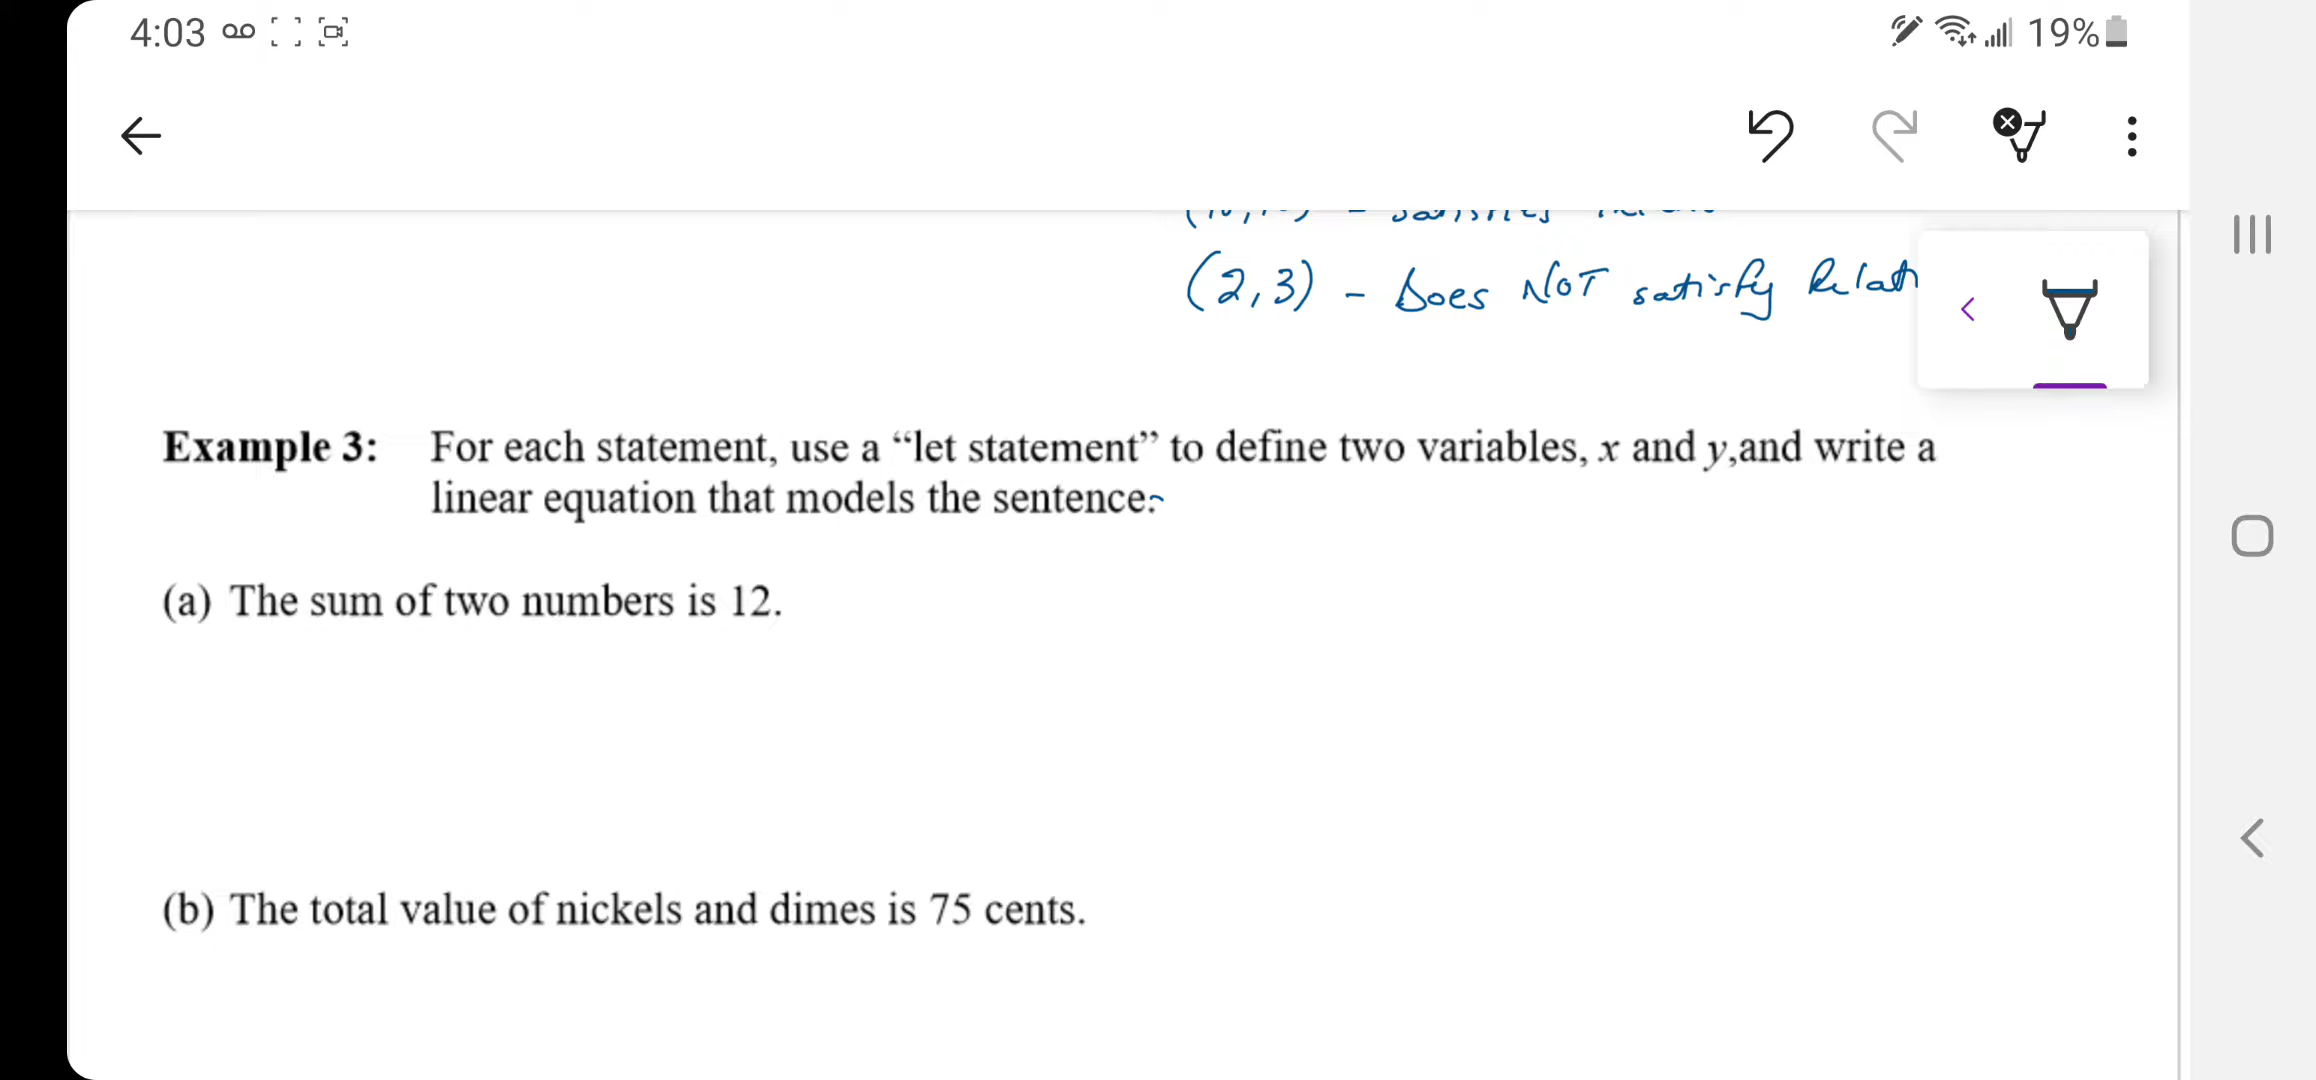 4:03 19%
(2,3) - Does NOT satisfy
Example 3: For each statement, use a “let statement” to define two variables, x and y,and write a
linear equation that models the sentence.
(a) The sum of two numbers is 12.
(b) The total value of nickels and dimes is 75 cents.